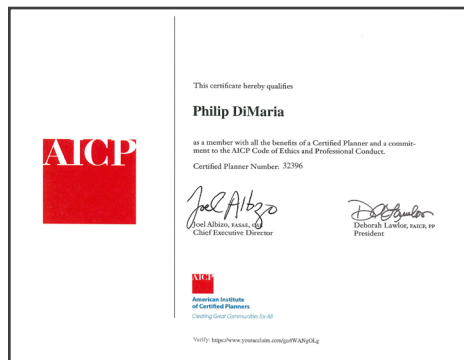 AICP
This certificate hereby qualifies
Philip DiMaria
as a member with all the benefits of a Certified Planner and a commit-
ment to the AICP Code of Ethics and Professional Conduct.
Certified Planner Number: 32396
Joel Albizo
Joel Albizo, FASAE, CAE
Chief Executive Director
Deborah Lawlor, FAICP, PP
President
AICP
American Institute
of Certified Planners
Creating Great Communities for All
Verify: https://www.youracclaim.com/go/